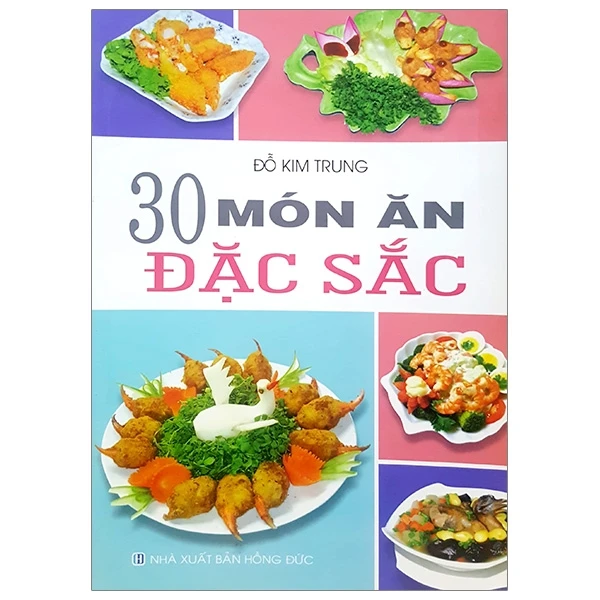 ĐỖ KIM TRUNG
30 MÓN ĂN
ĐẶC SẮC
NHÀ XUẤT BẢN HỒNG ĐỨC